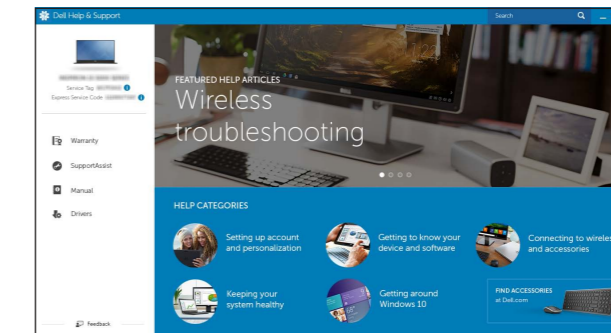 Dell Help & Support
Search
Service Tag:
Express Service Code:
Warranty
SupportAssist
Manual
Drivers
Feedback
FEATURED HELP ARTICLES
Wireless
troubleshooting
HELP CATEGORIES
Setting up account
and personalization
Getting to know your
device and software
Connecting to wireles
and accessories
Keeping your
system healthy
Getting around
Windows 10
FIND ACCESSORIES
at Dell.com